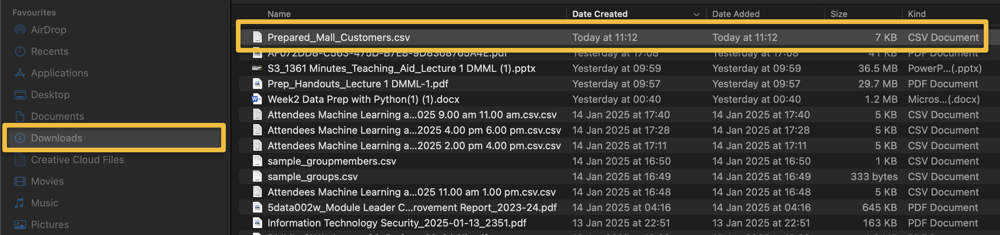 Favourites
AirDrop
Recents
Applications
Desktop
Documents
Downloads
Creative Cloud Files
Movies
Music
Pictures
Name Date Created Date Added Size Kind
Prepared_Mall_Customers.csv Today at 11:12 Today at 11:12 7 KB CSV Document
AF072DD8-C563-475D-B7E8-9D8368765A4E.pdf Yesterday at 17:08 Yesterday at 17:08 41 KB PDF Document
S3_1361 Minutes_Teaching_Aid_Lecture 1 DMML (1).pptx Yesterday at 09:59 Yesterday at 09:59 36.5 MB PowerP...(.pptx)
Prep_Handouts_Lecture 1 DMML-1.pdf Yesterday at 09:57 Yesterday at 09:57 29.7 MB PDF Document
Week2 Data Prep with Python(1) (1).docx Yesterday at 00:40 Yesterday at 00:40 1.2 MB Micros...(.docx)
Attendees Machine Learning a...025 9.00 am 11.00 am.csv.csv 14 Jan 2025 at 17:40 14 Jan 2025 at 17:40 5 KB CSV Document
Attendees Machine Learning a...2025 4.00 pm 6.00 pm.csv.csv 14 Jan 2025 at 17:28 14 Jan 2025 at 17:28 5 KB CSV Document
Attendees Machine Learning a...2025 2.00 pm 4.00 pm.csv.csv 14 Jan 2025 at 17:11 14 Jan 2025 at 17:11 5 KB CSV Document
sample_groupmembers.csv 14 Jan 2025 at 16:50 14 Jan 2025 at 16:50 1 KB CSV Document
sample_groups.csv 14 Jan 2025 at 16:49 14 Jan 2025 at 16:49 333 bytes CSV Document
Attendees Machine Learning a...025 11.00 am 1.00 pm.csv.csv 14 Jan 2025 at 16:48 14 Jan 2025 at 16:48 5 KB CSV Document
5data002w_Module Leader C...rovement Report_2023-24.pdf 14 Jan 2025 at 04:16 14 Jan 2025 at 04:16 645 KB PDF Document
Information Technology Security_2025-01-13_2351.pdf 13 Jan 2025 at 22:51 13 Jan 2025 at 22:51 163 KB PDF Document